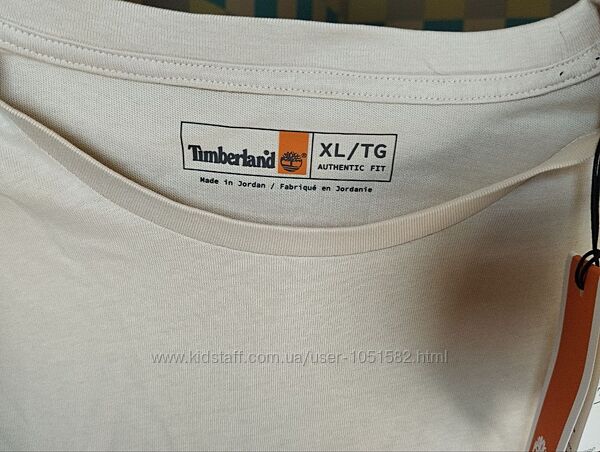 Timberland ® XL/TG
AUTHENTIC FIT
Made in Jordan / Fabriqué en Jordanie
www.kidstaff.com.ua/user-1051582.html